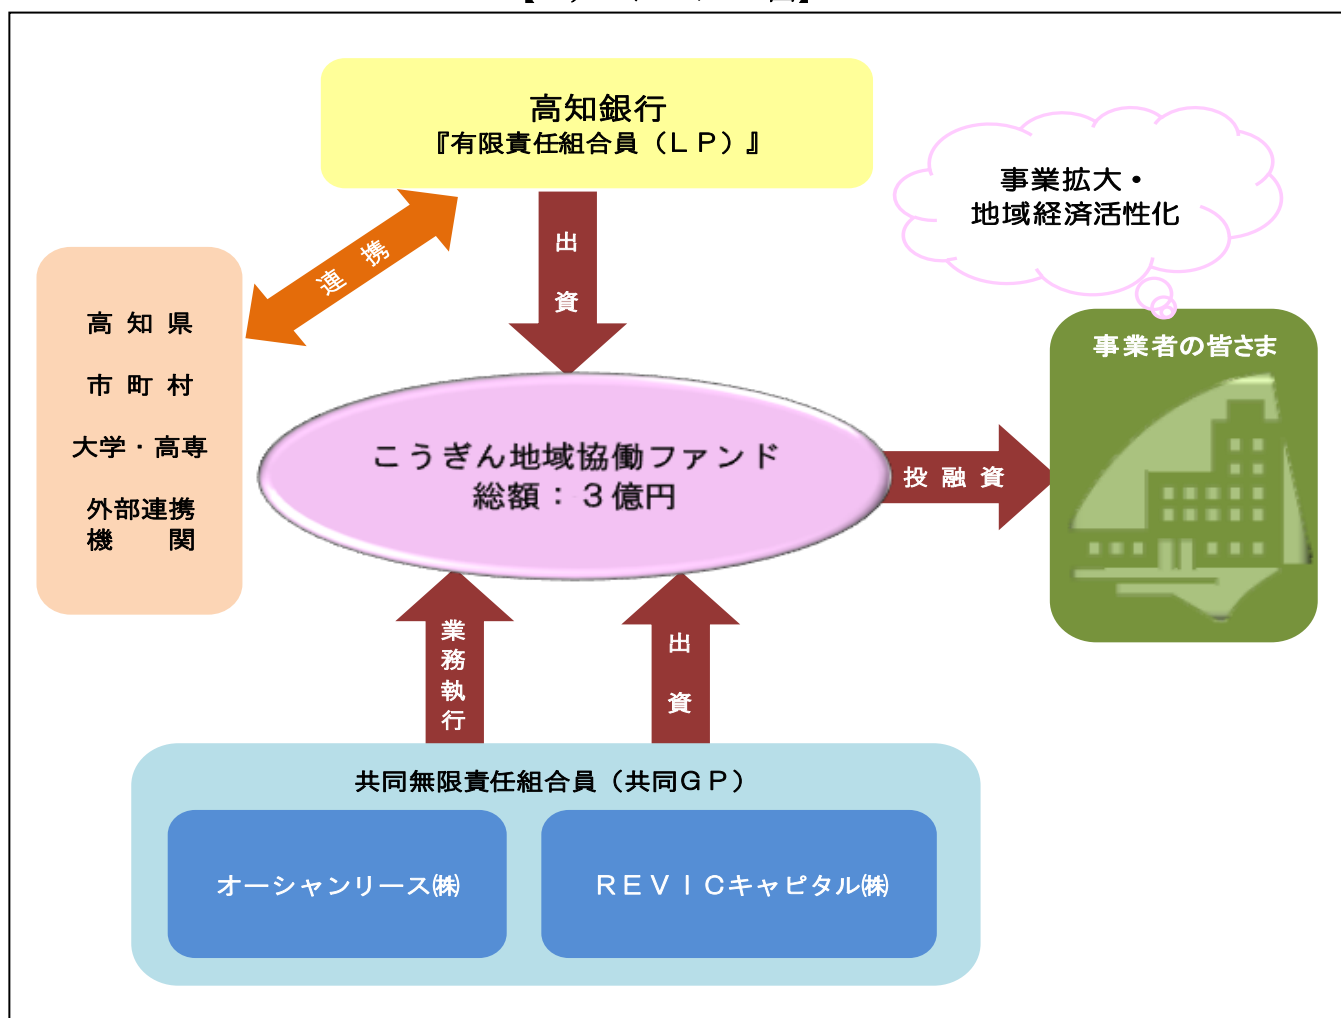 高知銀行
『有限責任組合員（ＬＰ）』
事業拡大・
地域経済活性化
連携
出資
高知県
市町村
大学・高専
外部連携
機関
事業者の皆さま
こうぎん地域協働ファンド
総額：３億円
投融資
業務執行
出資
共同無限責任組合員（共同ＧＰ）
オーシャンリース㈱
ＲＥＶＩＣキャピタル㈱